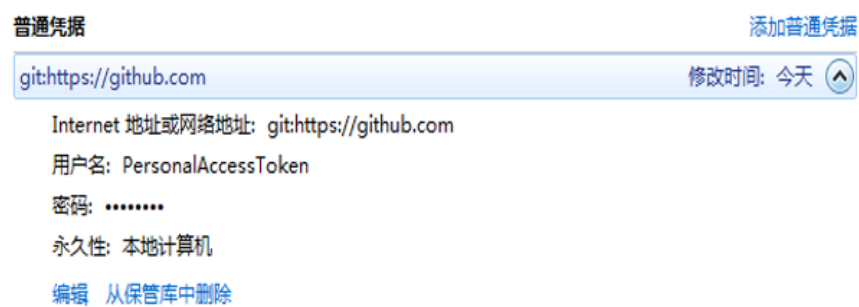 普通凭据 添加普通凭据
git:https://github.com 修改时间: 今天
Internet 地址或网络地址: git:https://github.com
用户名: PersonalAccessToken
密码: ••••••••
永久性: 本地计算机
编辑 从保管库中删除